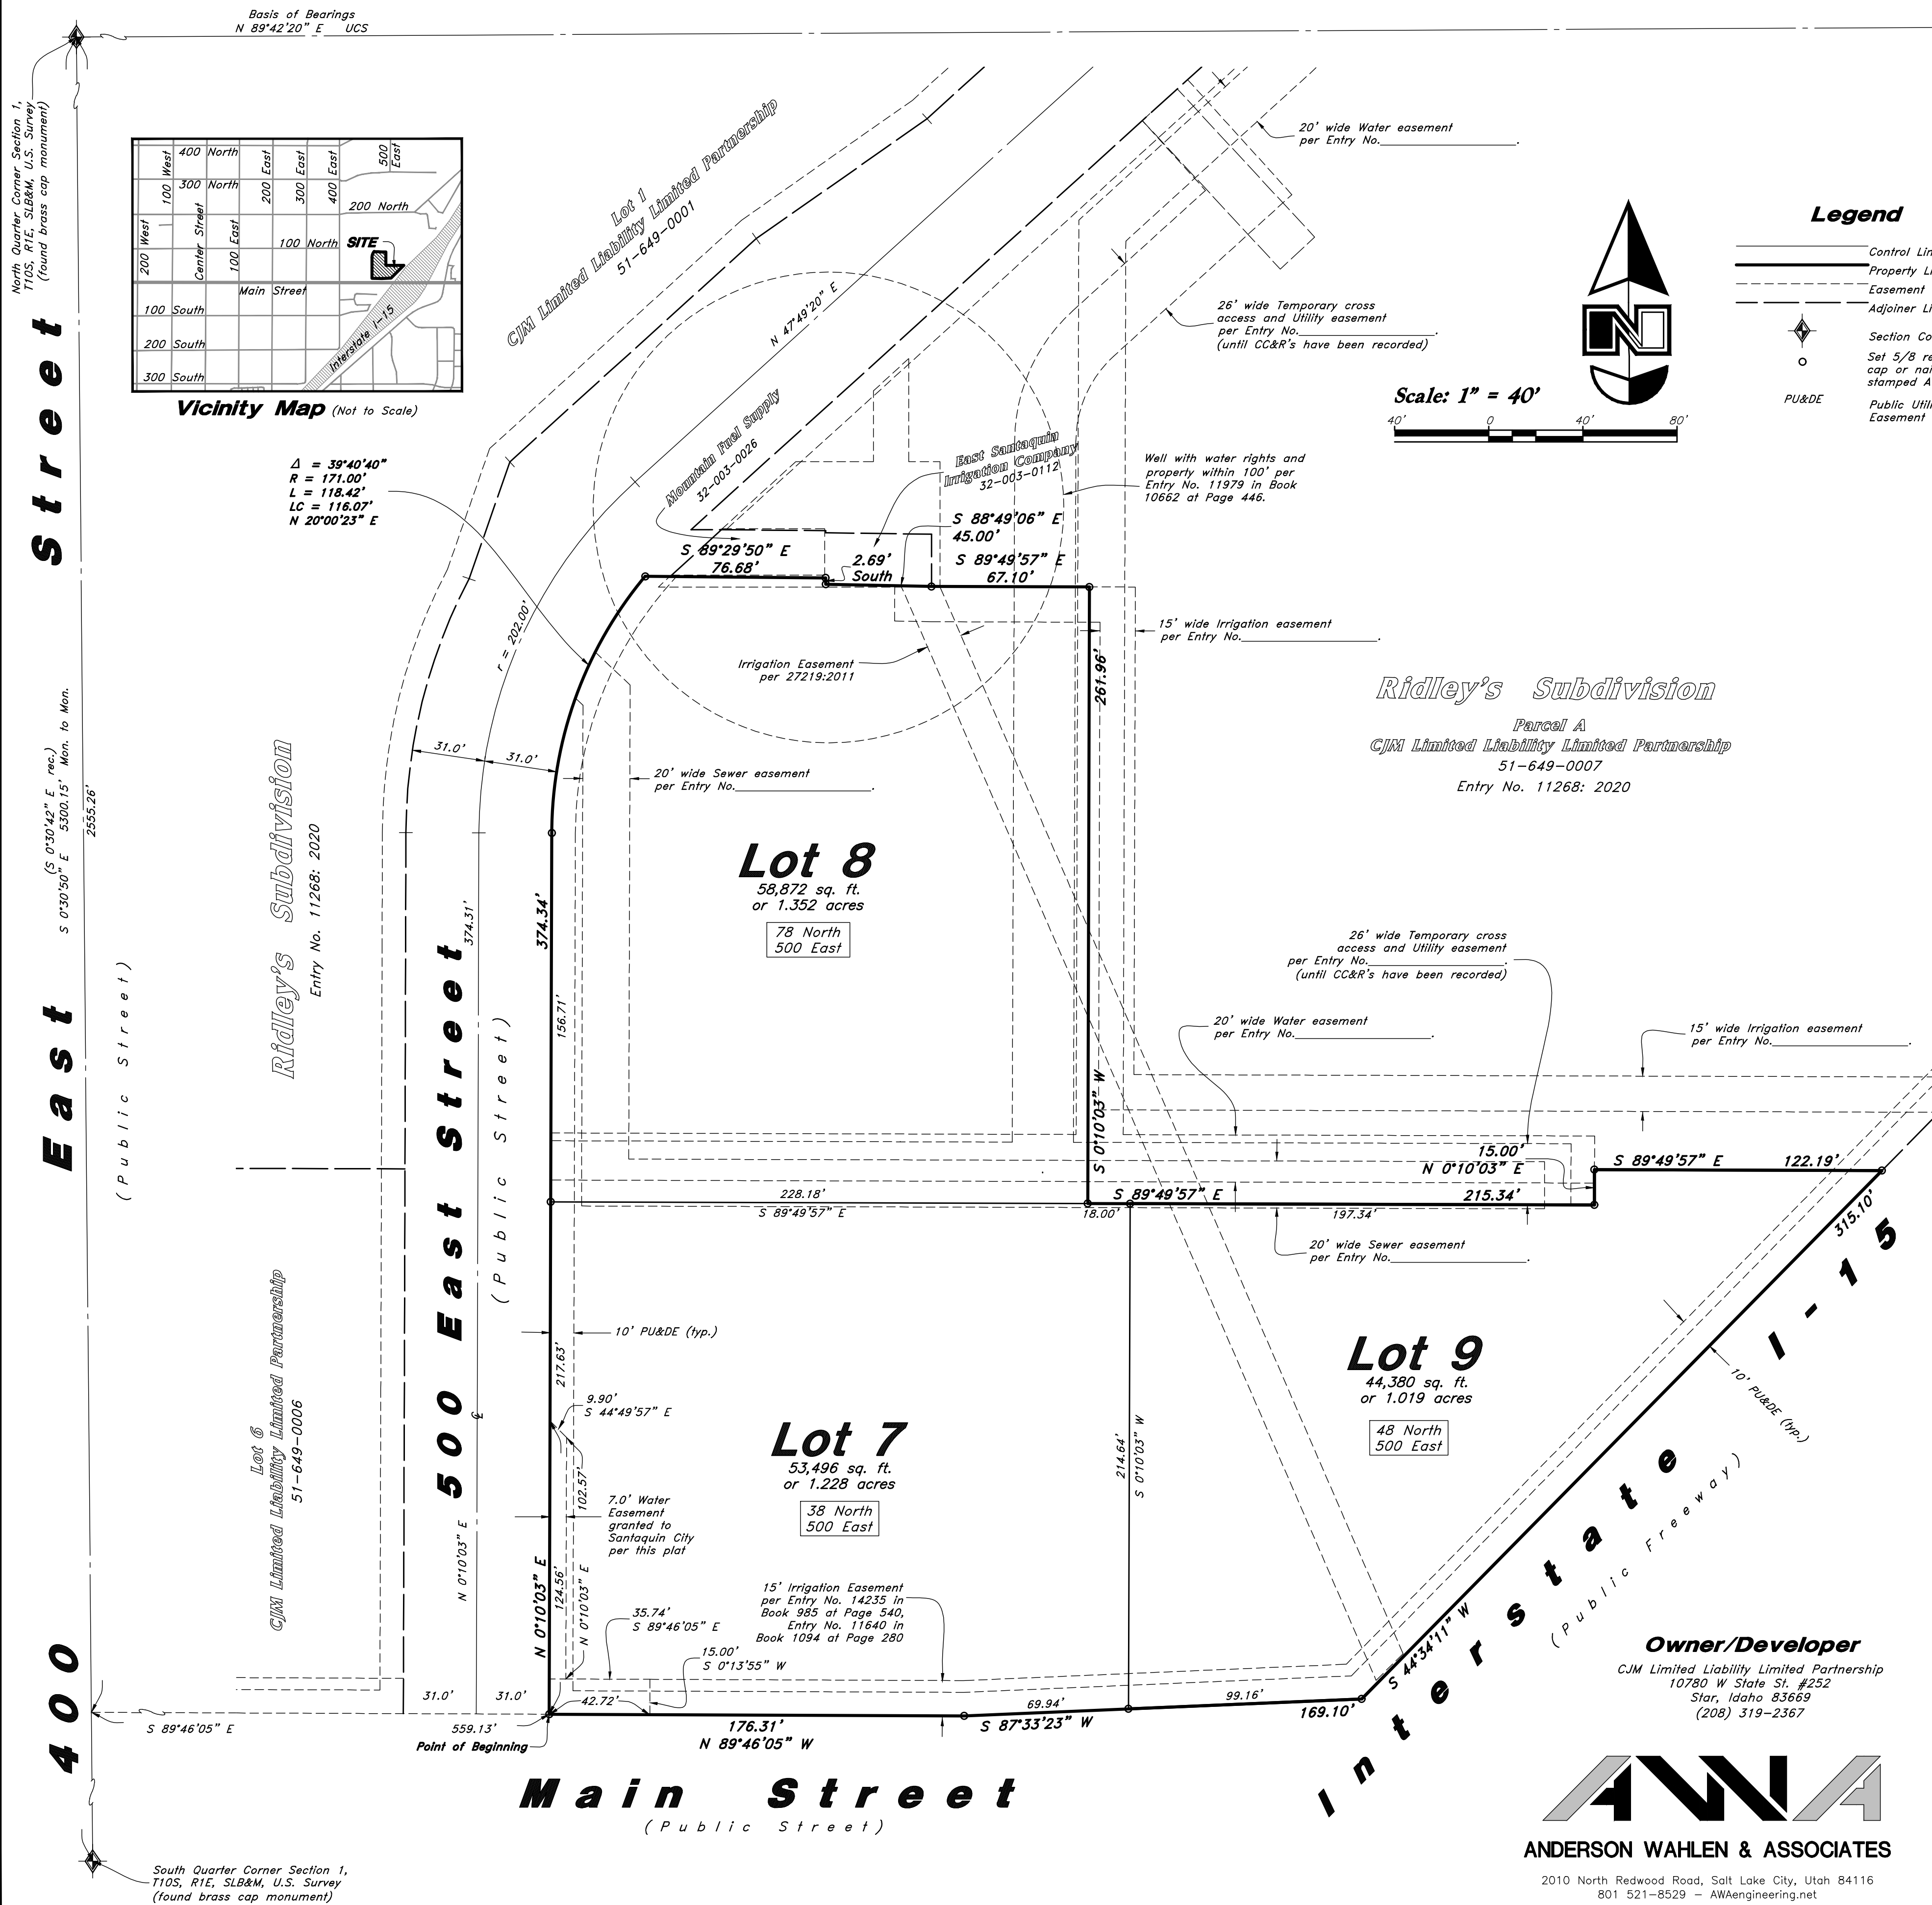 Basis of Bearings
N 89°42'20" E UCS
North Quarter Corner Section 1,
T10S, R1E, SLB&M, U.S. Survey
(found brass cap monument)
400 East Street
(Public Street)
(S 0°30'42" E rec.)
S 0°30'50" E 5300.15' Mon. to Mon.
2555.26'
400 North
300 North
200 North
100 North
SITE
Main Street
100 South
200 South
300 South
200 West
100 West
Center Street
100 East
200 East
300 East
400 East
500
East
Interstate I-15
Vicinity Map (Not to Scale)
Δ = 39°40'40"
R = 171.00'
L = 118.42'
LC = 116.07'
N 20°00'23" E
Lot 1
CJM Limited Liability Limited Partnership
51-649-0001
N 47°49'20" E
Mountain Fuel Supply
32-003-0026
East Santaquin
Irrigation Company
32-003-0112
20' wide Water easement
per Entry No.
26' wide Temporary cross
access and Utility easement
per Entry No.
(until CC&R's have been recorded)
Well with water rights and
property within 100' per
Entry No. 11979 in Book
10662 at Page 446.
Legend
Control Lin
Property Li
Easement
Adjoiner Li
Section Co
Set 5/8 re
cap or nai
stamped A
PU&DE
Public Util
Easement
Scale: 1" = 40'
40' 0 40' 80'
N
S 89°29'50" E
76.68'
2.69'
South
S 88°49'06" E
45.00'
S 89°49'57" E
67.10'
r = 202.00'
Irrigation Easement
per 27219:2011
15' wide Irrigation easement
per Entry No.
261.96'
S 0°10'03" W
31.0' 31.0'
20' wide Sewer easement
per Entry No.
Ridley's Subdivision
Parcel A
CJM Limited Liability Limited Partnership
51-649-0007
Entry No. 11268: 2020
Ridley's Subdivision
Entry No. 11268: 2020
Lot 8
58,872 sq. ft.
or 1.352 acres
78 North
500 East
374.31'
374.34'
156.71'
500 East Street
(Public Street)
26' wide Temporary cross
access and Utility easement
per Entry No.
(until CC&R's have been recorded)
20' wide Water easement
per Entry No.
15' wide Irrigation easement
per Entry No.
15.00'
N 0°10'03" E
S 89°49'57" E 122.19'
228.18'
S 89°49'57" E
S 89°49'57" E 215.34'
18.00' 197.34'
20' wide Sewer easement
per Entry No.
315.10'
S 44°34'11" W
Interstate I-15
(Public Freeway)
10' PU&DE (typ.)
10' PU&DE (typ.)
217.63'
9.90'
S 44°49'57" E
102.57'
Lot 7
53,496 sq. ft.
or 1.228 acres
38 North
500 East
214.64'
S 0°10'03" W
Lot 9
44,380 sq. ft.
or 1.019 acres
48 North
500 East
Lot 6
CJM Limited Liability Limited Partnership
51-649-0006
N 0°10'03" E
N 0°10'03" E
124.56'
N 0°10'03" E
7.0' Water
Easement
granted to
Santaquin City
per this plat
15' Irrigation Easement
per Entry No. 14235 in
Book 985 at Page 540,
Entry No. 11640 in
Book 1094 at Page 280
35.74'
S 89°46'05" E
15.00'
S 0°13'55" W
31.0' 31.0'
42.72'
S 89°46'05" E
559.13'
Point of Beginning
176.31'
N 89°46'05" W
69.94'
S 87°33'23" W
99.16'
169.10'
Main Street
(Public Street)
South Quarter Corner Section 1,
T10S, R1E, SLB&M, U.S. Survey
(found brass cap monument)
Owner/Developer
CJM Limited Liability Limited Partnership
10780 W State St. #252
Star, Idaho 83669
(208) 319-2367
AWA
ANDERSON WAHLEN & ASSOCIATES
2010 North Redwood Road, Salt Lake City, Utah 84116
801 521-8529 - AWAengineering.net